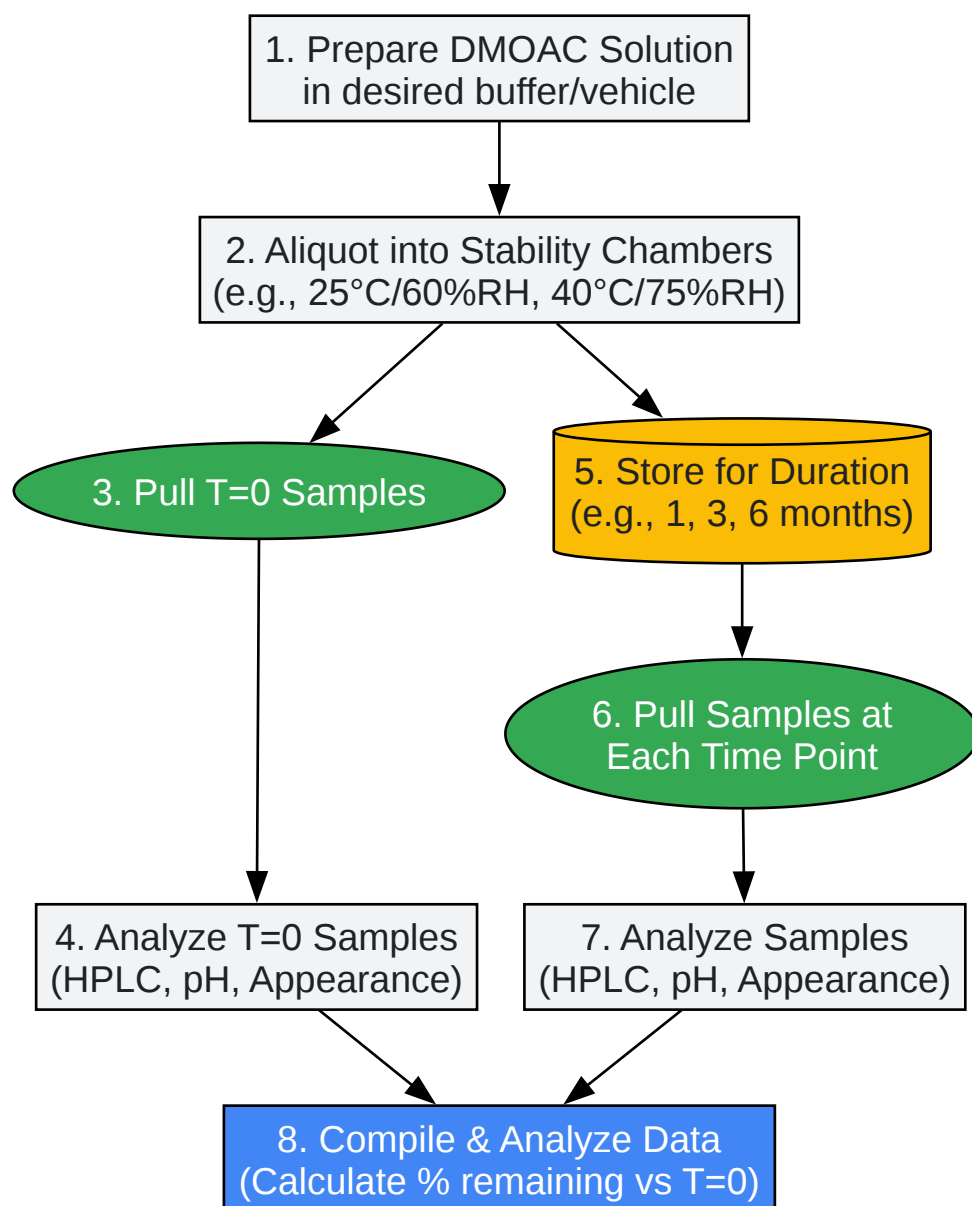 1. Prepare DMOAC Solution
in desired buffer/vehicle
2. Aliquot into Stability Chambers
(e.g., 25°C/60%RH, 40°C/75%RH)
3. Pull T=0 Samples
5. Store for Duration
(e.g., 1, 3, 6 months)
6. Pull Samples at
Each Time Point
4. Analyze T=0 Samples
(HPLC, pH, Appearance)
7. Analyze Samples
(HPLC, pH, Appearance)
8. Compile & Analyze Data
(Calculate % remaining vs T=0)